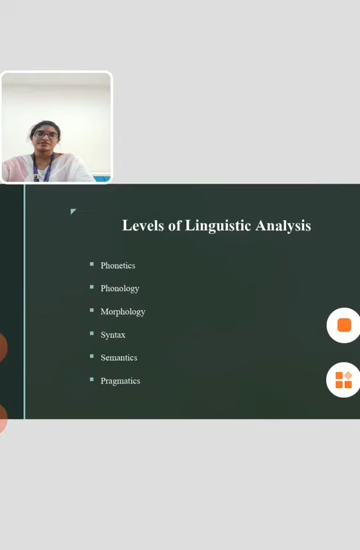 Levels of Linguistic Analysis
Phonetics
Phonology
Morphology
Syntax
Semantics
Pragmatics